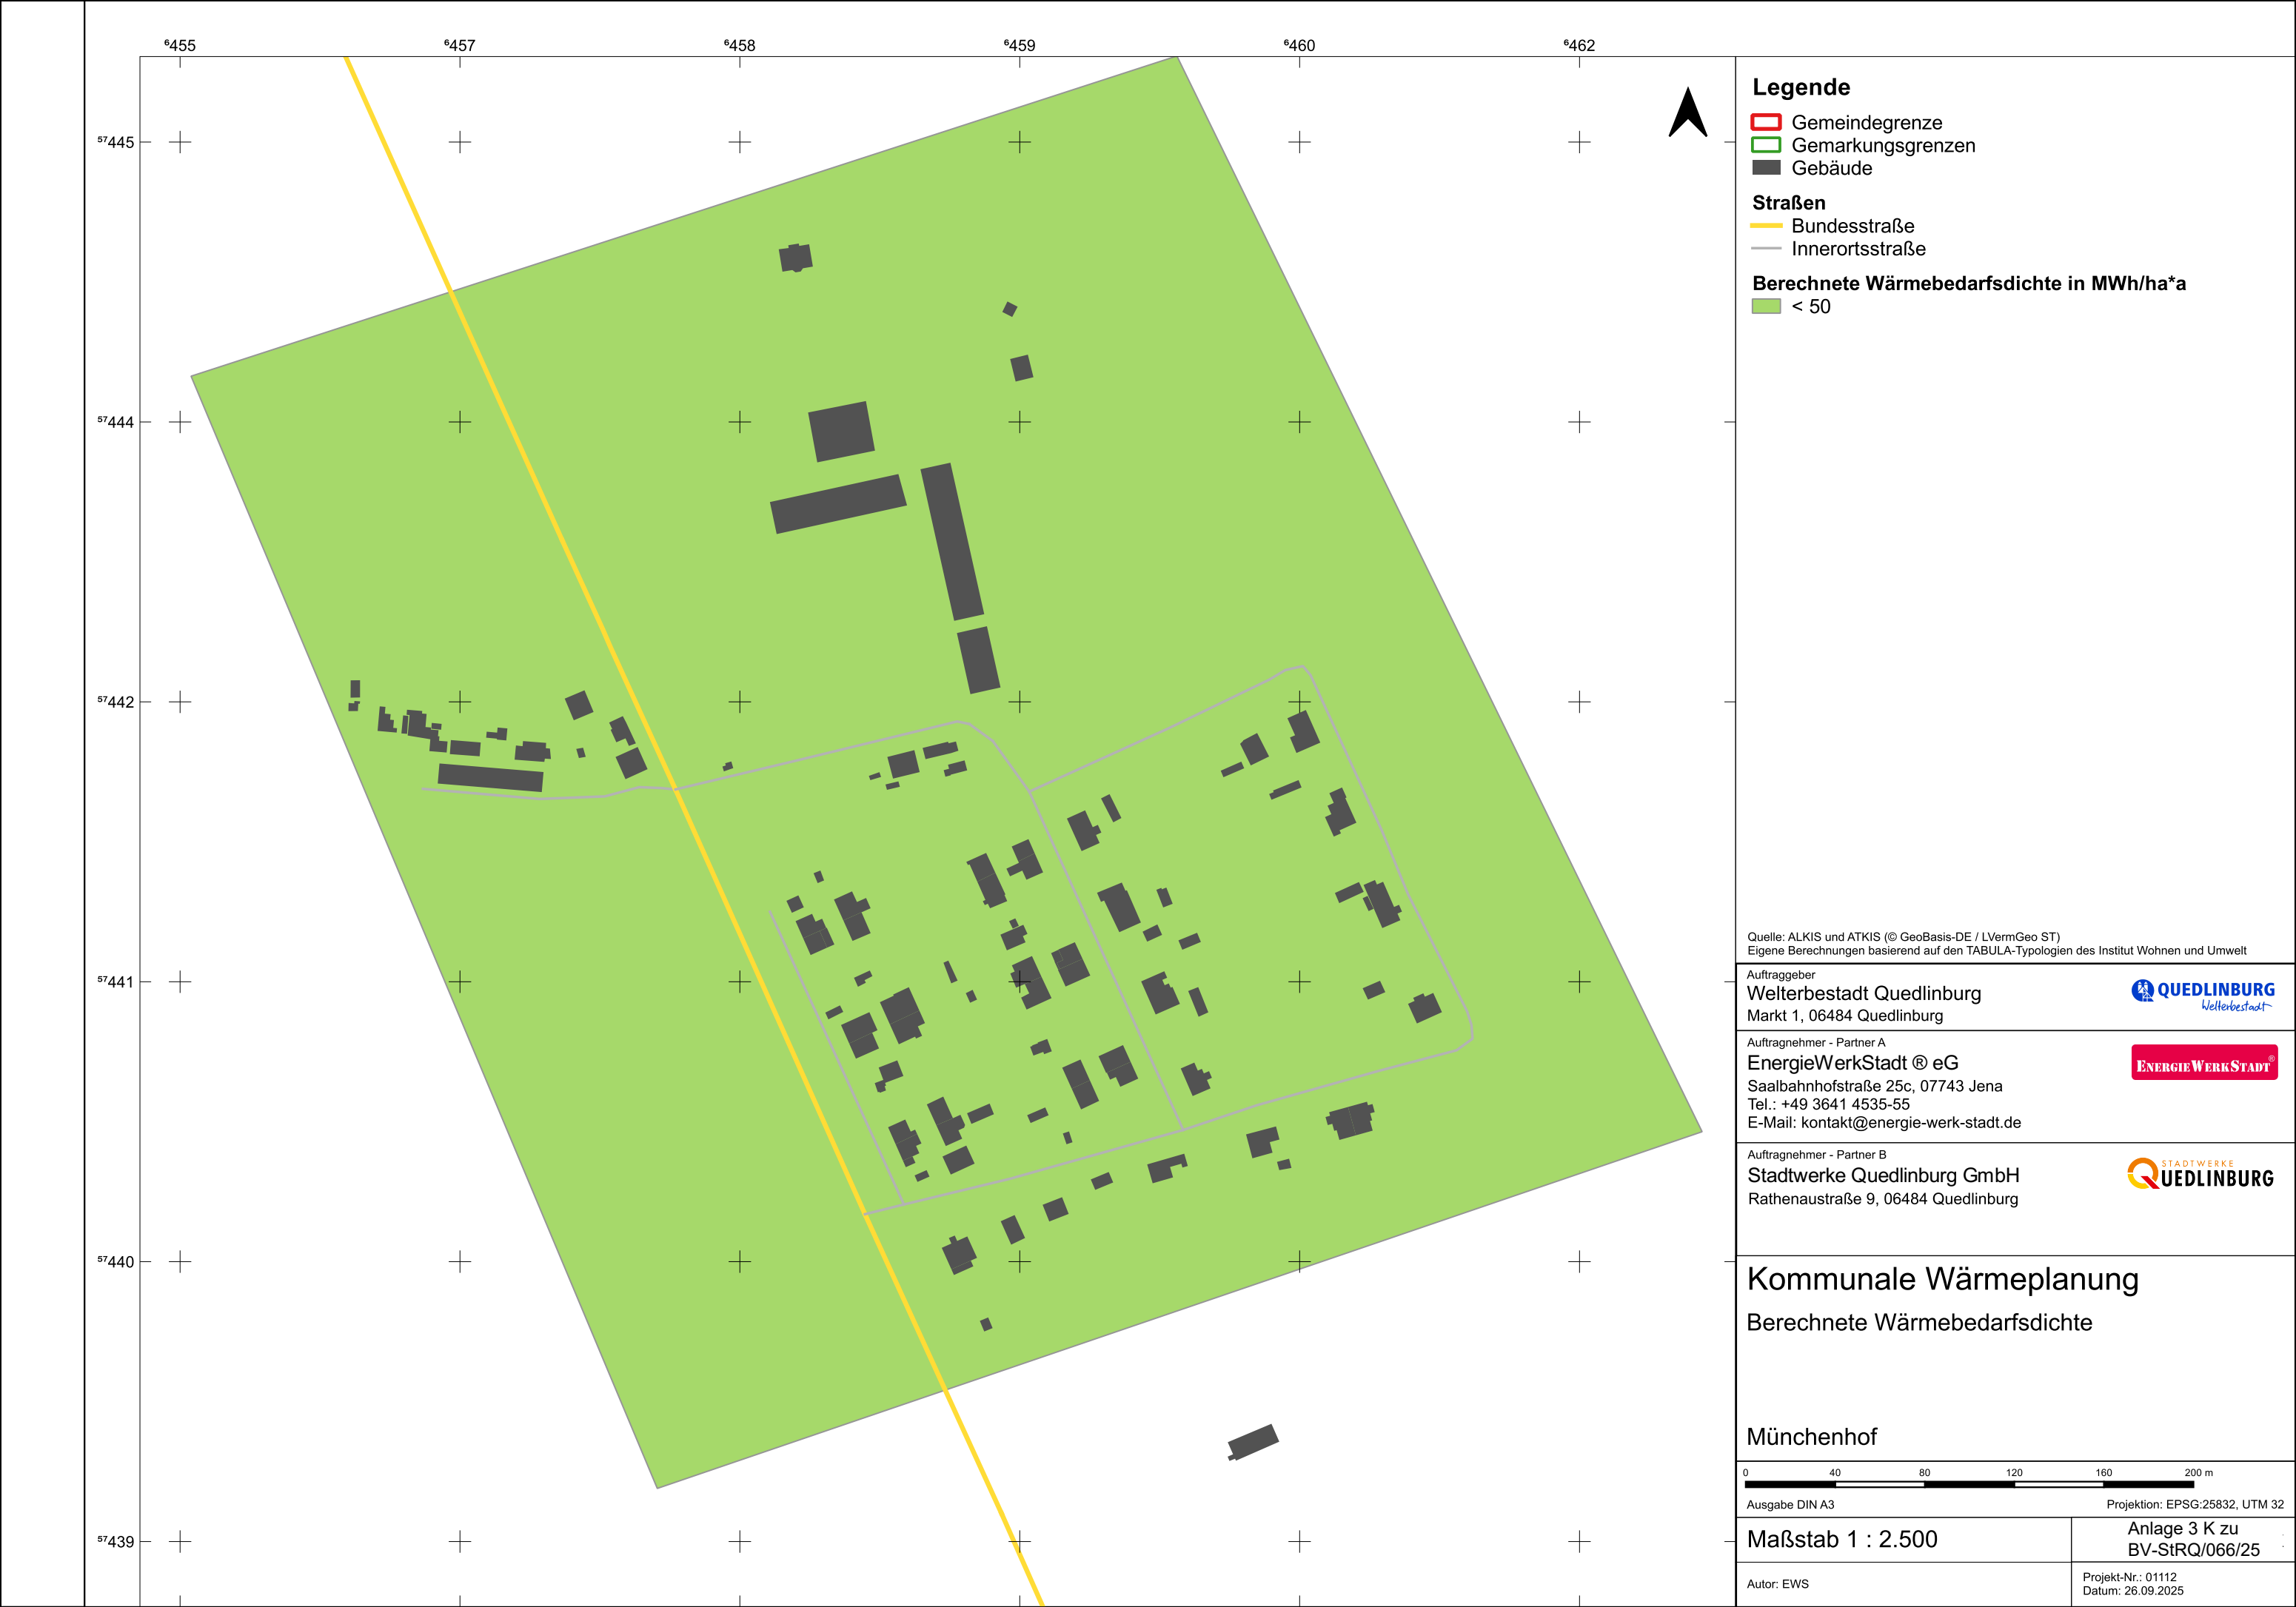 ⁶455 ⁶457 ⁶458 ⁶459 ⁶460 ⁶462
⁵⁷445
⁵⁷444
⁵⁷442
⁵⁷441
⁵⁷440
⁵⁷439
Legende
Gemeindegrenze
Gemarkungsgrenzen
Gebäude
Straßen
Bundesstraße
Innerortsstraße
Berechnete Wärmebedarfsdichte in MWh/ha*a
< 50
Quelle: ALKIS und ATKIS (© GeoBasis-DE / LVermGeo ST)
Eigene Berechnungen basierend auf den TABULA-Typologien des Institut Wohnen und Umwelt
Auftraggeber
Welterbestadt Quedlinburg
Markt 1, 06484 Quedlinburg
QUEDLINBURG
Welterbestadt
Auftragnehmer - Partner A
EnergieWerkStadt ® eG
Saalbahnhofstraße 25c, 07743 Jena
Tel.: +49 3641 4535-55
E-Mail: kontakt@energie-werk-stadt.de
ENERGIEWERKSTADT®
Auftragnehmer - Partner B
Stadtwerke Quedlinburg GmbH
Rathenaustraße 9, 06484 Quedlinburg
STADTWERKE
QUEDLINBURG
Kommunale Wärmeplanung
Berechnete Wärmebedarfsdichte
Münchenhof
0 40 80 120 160 200 m
Ausgabe DIN A3 Projektion: EPSG:25832, UTM 32
Maßstab 1 : 2.500
Anlage 3 K zu
BV-StRQ/066/25
Autor: EWS
Projekt-Nr.: 01112
Datum: 26.09.2025